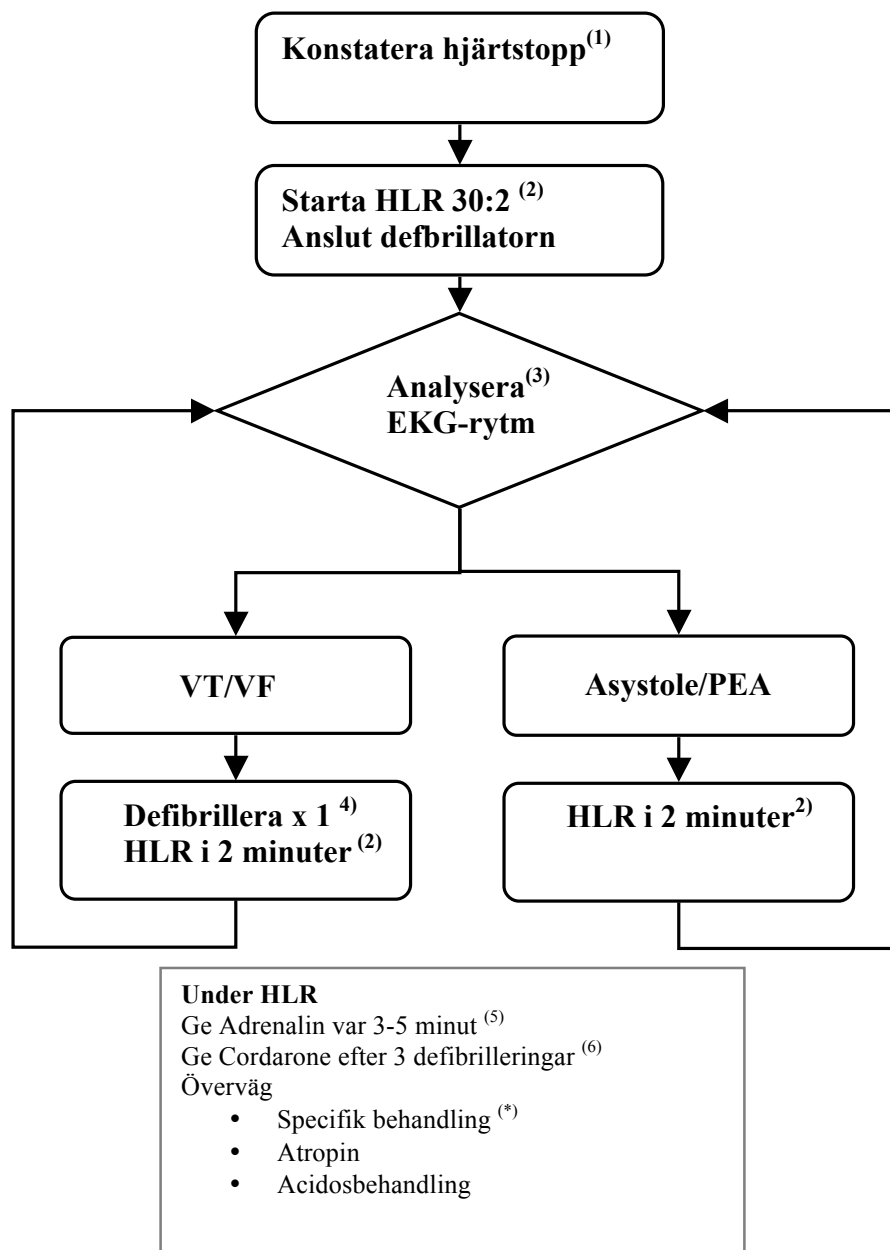 Konstatera hjärtstopp(1)
Starta HLR 30:2 (2)
Anslut defbrillatorn
Analysera(3)
EKG-rytm
VT/VF
Asystole/PEA
Defibrillera x 1 4)
HLR i 2 minuter (2)
HLR i 2 minuter2)
Under HLR
Ge Adrenalin var 3-5 minut (5)
Ge Cordarone efter 3 defibrilleringar (6)
Överväg
• Specifik behandling (*)
• Atropin
• Acidosbehandling